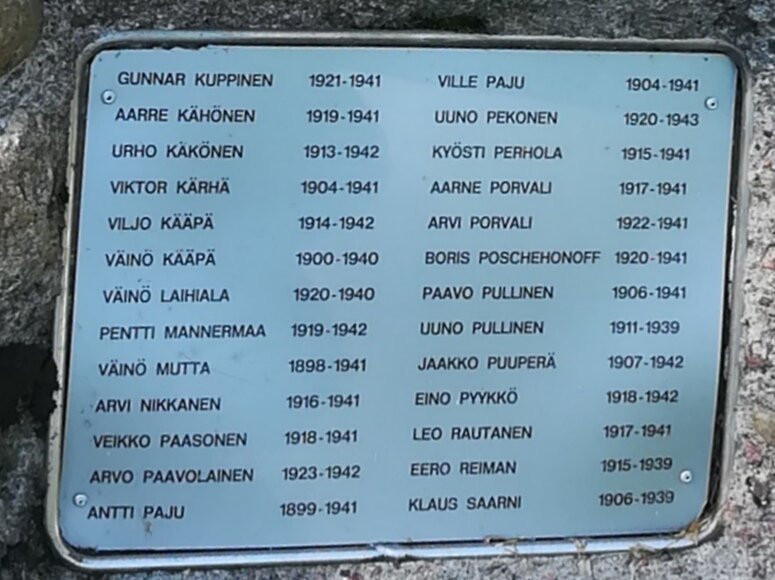 GUNNAR KUPPINEN 1921-1941
AARRE KÄHÖNEN 1919-1941
URHO KÄKÖNEN 1913-1942
VIKTOR KÄRHÄ 1904-1941
VILJO KÄÄPÄ 1914-1942
VÄINÖ KÄÄPÄ 1900-1940
VÄINÖ LAIHIALA 1920-1940
PENTTI MANNERMAA 1919-1942
VÄINÖ MUTTA 1898-1941
ARVI NIKKANEN 1916-1941
VEIKKO PAASONEN 1918-1941
ARVO PAAVOLAINEN 1923-1942
ANTTI PAJU 1899-1941
VILLE PAJU 1904-1941
UUNO PEKONEN 1920-1943
KYÖSTI PERHOLA 1915-1941
AARNE PORVALI 1917-1941
ARVI PORVALI 1922-1941
BORIS POSCHEHONOFF 1920-1941
PAAVO PULLINEN 1906-1941
UUNO PULLINEN 1911-1939
JAAKKO PUUPERÄ 1907-1942
EINO PYYKKÖ 1918-1942
LEO RAUTANEN 1917-1941
EERO REIMAN 1915-1939
KLAUS SAARNI 1906-1939